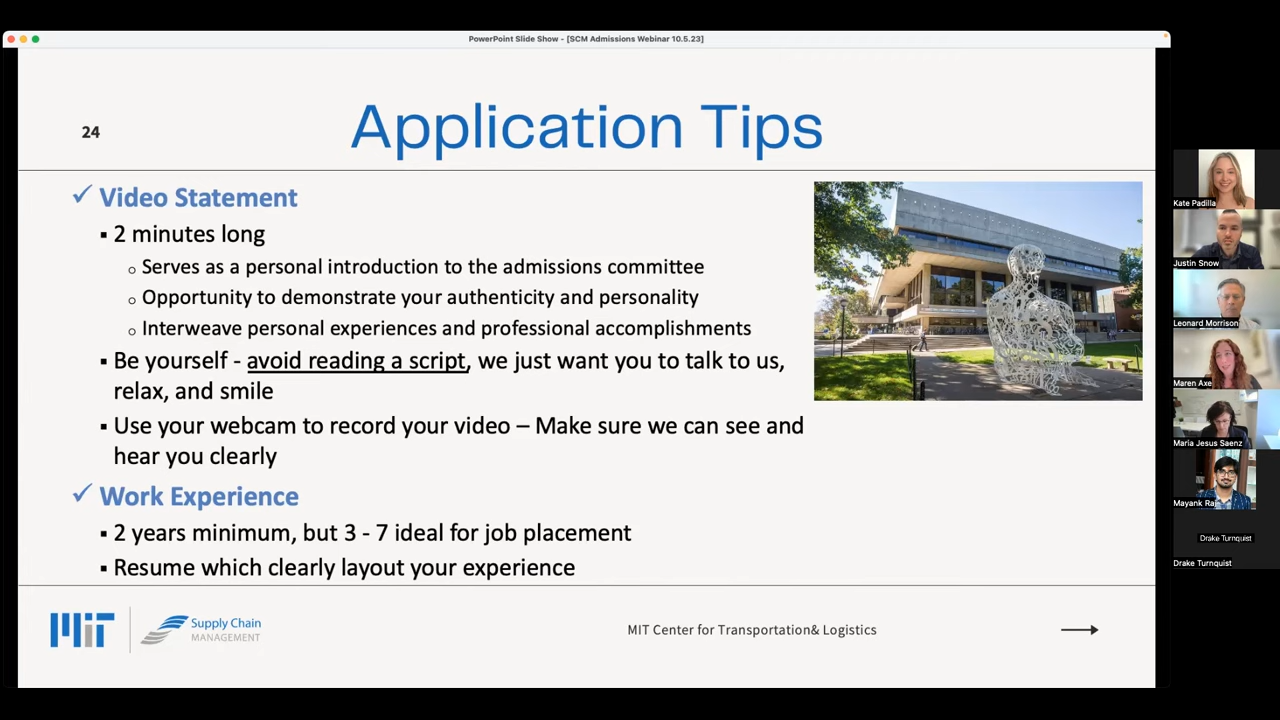 PowerPoint Slide Show - [SCM Admissions Webinar 10.5.23]
24
Application Tips
✓ Video Statement
▪ 2 minutes long
o Serves as a personal introduction to the admissions committee
o Opportunity to demonstrate your authenticity and personality
o Interweave personal experiences and professional accomplishments
▪ Be yourself - avoid reading a script, we just want you to talk to us,
relax, and smile
▪ Use your webcam to record your video – Make sure we can see and
hear you clearly
✓ Work Experience
▪ 2 years minimum, but 3 - 7 ideal for job placement
▪ Resume which clearly layout your experience
MIT
Supply Chain
MANAGEMENT
MIT Center for Transportation& Logistics
Kate Padilla
Justin Snow
Leonard Morrison
Maren Axe
Maria Jesus Saenz
Mayank Raj
Drake Turnquist
Drake Turnquist